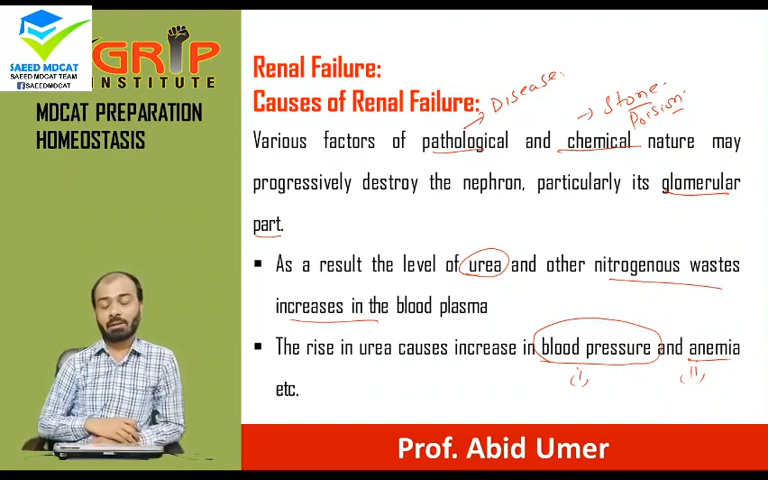 SAEED MDCAT
SAEED MDCAT TEAM
SAEEDMDCAT
GRIP
INSTITUTE
MDCAT PREPARATION
HOMEOSTASIS
Renal Failure:
Causes of Renal Failure:
→ Disease.
→ Stone.
Poision.
Various factors of pathological and chemical nature may
progressively destroy the nephron, particularly its glomerular
part.
▪ As a result the level of urea and other nitrogenous wastes
increases in the blood plasma
▪ The rise in urea causes increase in blood pressure and anemia
(i) (ii)
etc.
Prof. Abid Umer